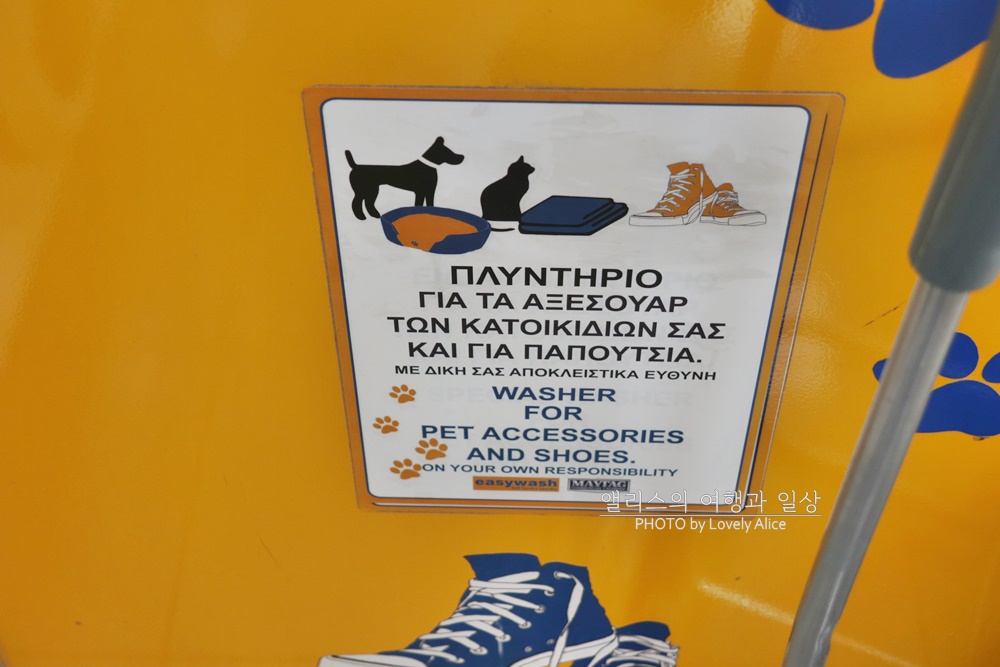 ΠΛΥΝΤΗΡΙΟ
ΓΙΑ ΤΑ ΑΞΕΣΟΥΑΡ
ΤΩΝ ΚΑΤΟΙΚΙΔΙΩΝ ΣΑΣ
ΚΑΙ ΓΙΑ ΠΑΠΟΥΤΣΙΑ.
ΜΕ ΔΙΚΗ ΣΑΣ ΑΠΟΚΛΕΙΣΤΙΚΑ ΕΥΘΥΝΗ
WASHER
FOR
PET ACCESSORIES
AND SHOES.
ON YOUR OWN RESPONSIBILITY
easywash MAYTAG
앨리스의 여행과 일상
PHOTO by Lovely Alice